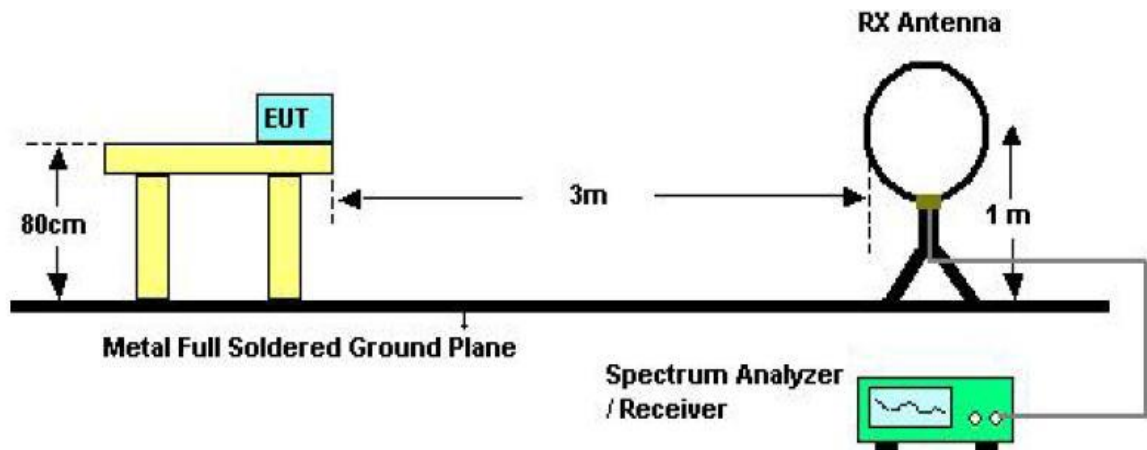 RX Antenna
EUT
80cm
3m
1 m
Metal Full Soldered Ground Plane
Spectrum Analyzer
/ Receiver